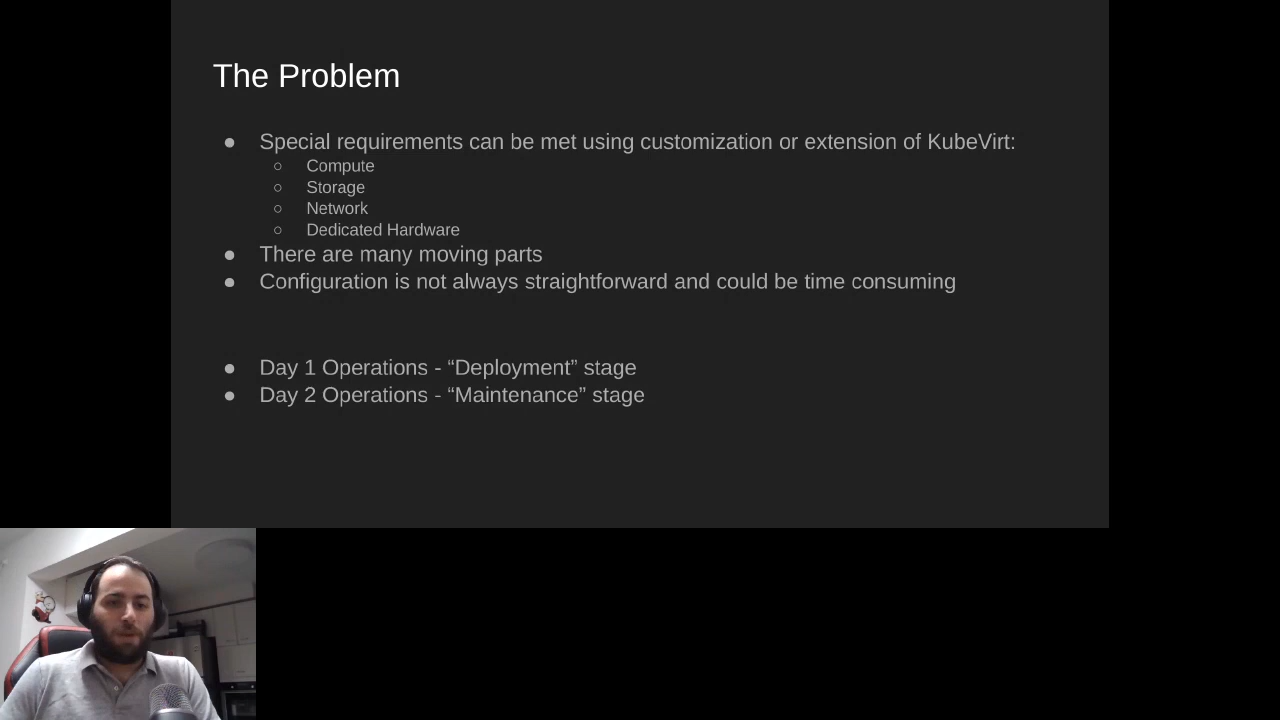 The Problem
● Special requirements can be met using customization or extension of KubeVirt:
○ Compute
○ Storage
○ Network
○ Dedicated Hardware
● There are many moving parts
● Configuration is not always straightforward and could be time consuming
● Day 1 Operations - “Deployment” stage
● Day 2 Operations - “Maintenance” stage